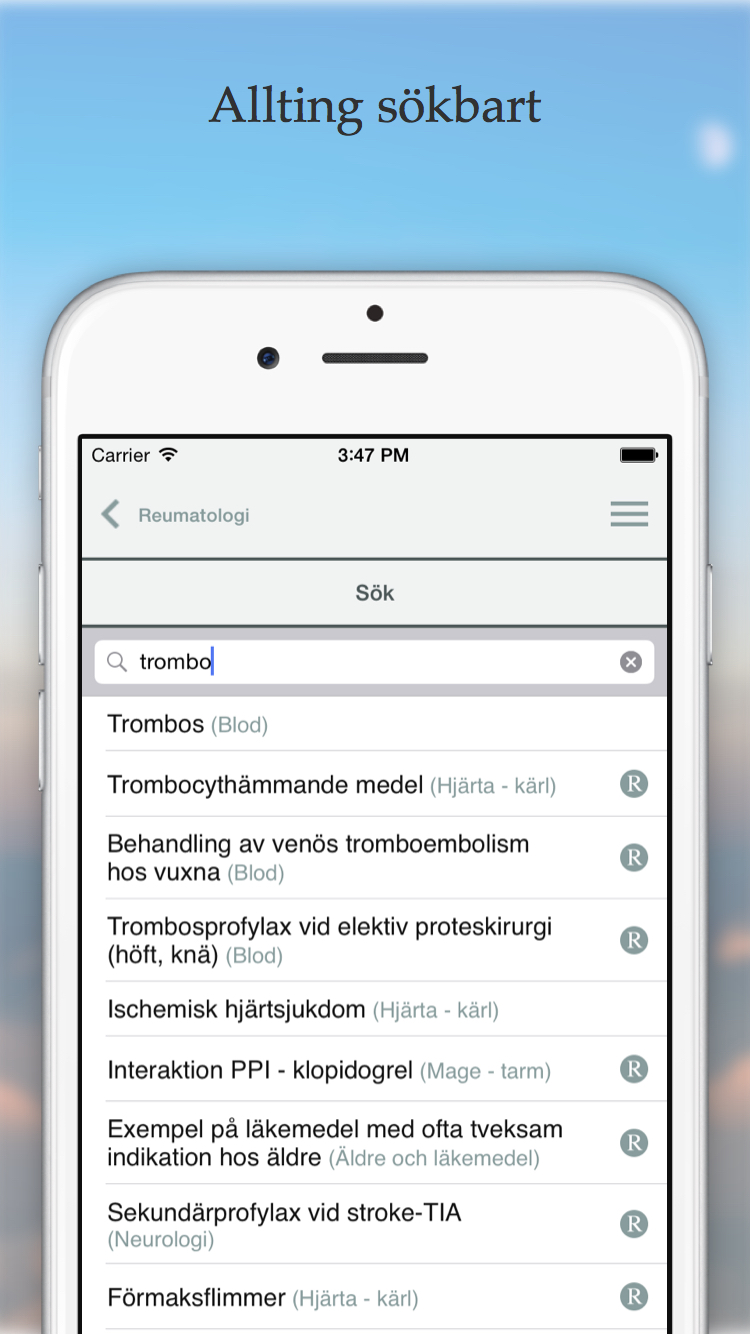 Allting sökbart
Carrier 3:47 PM
Reumatologi
Sök
trombo
Trombos (Blod)
Trombocythämmande medel (Hjärta - kärl) R
Behandling av venös tromboembolism
hos vuxna (Blod) R
Trombosprofylax vid elektiv proteskirurgi
(höft, knä) (Blod) R
Ischemisk hjärtsjukdom (Hjärta - kärl)
Interaktion PPI - klopidogrel (Mage - tarm) R
Exempel på läkemedel med ofta tveksam
indikation hos äldre (Äldre och läkemedel) R
Sekundärprofylax vid stroke-TIA
(Neurologi) R
Förmaksflimmer (Hjärta - kärl) R